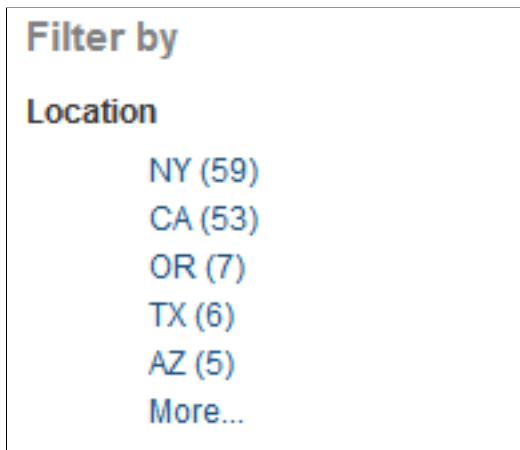 Filter by
Location
NY (59)
CA (53)
OR (7)
TX (6)
AZ (5)
More...